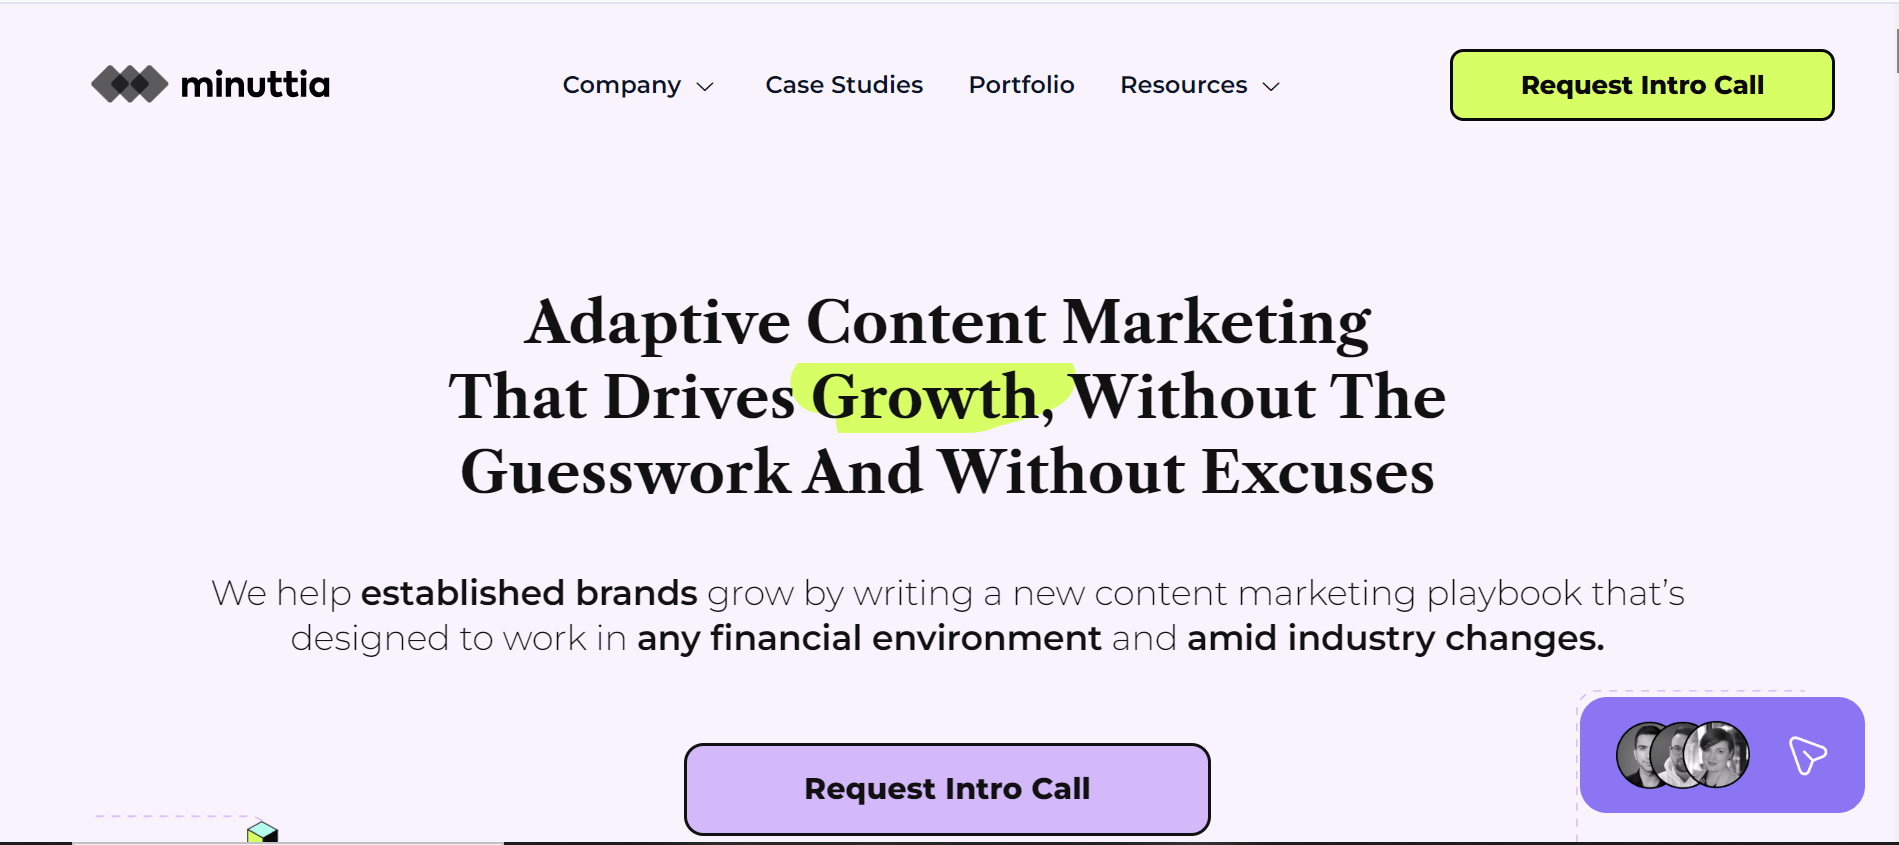 minuttia
Company
Case Studies
Portfolio
Resources
Request Intro Call
Adaptive Content Marketing
That Drives Growth, Without The
Guesswork And Without Excuses
We help established brands grow by writing a new content marketing playbook that’s
designed to work in any financial environment and amid industry changes.
Request Intro Call